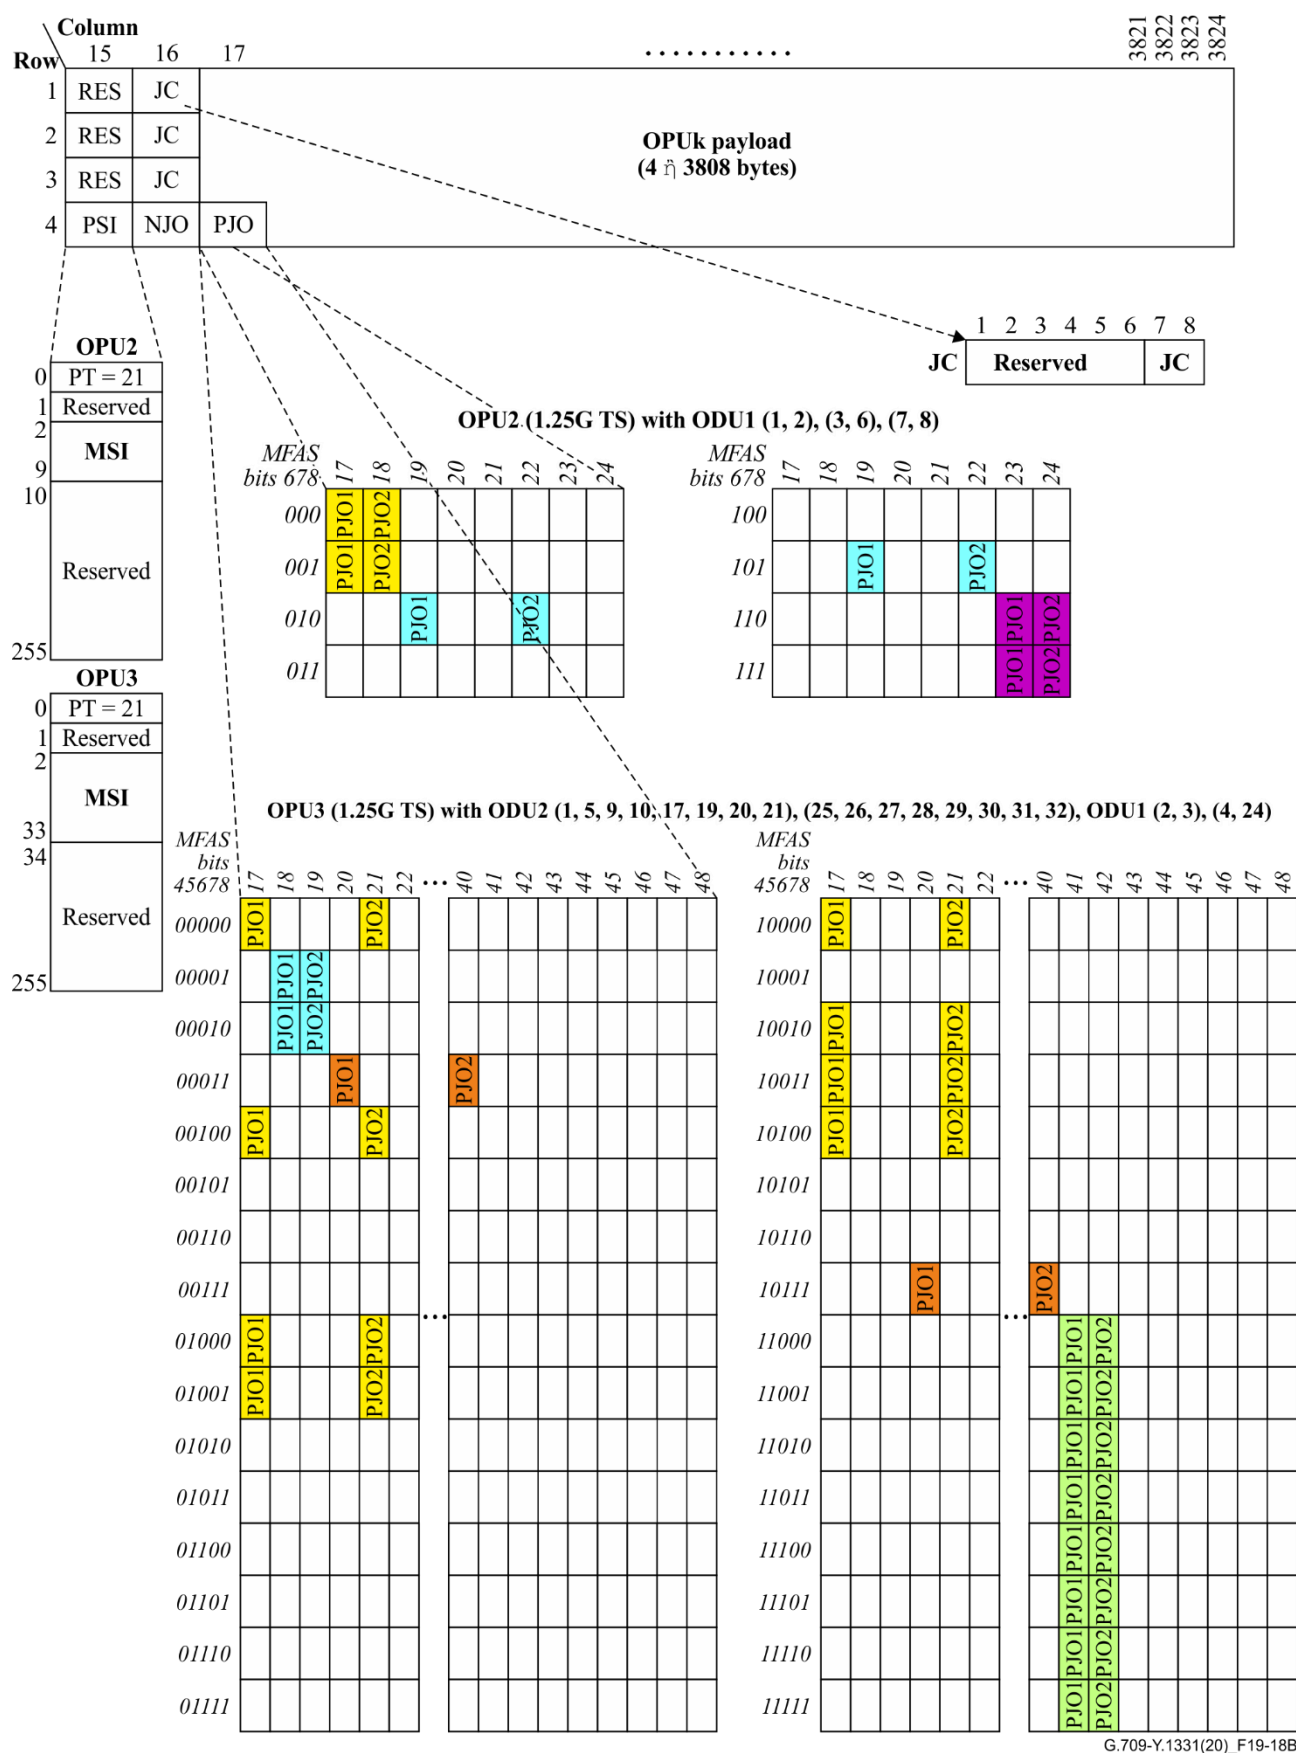 Column
Row 15 16 17 ........... 3821 3822 3823 3824
1 RES JC
2 RES JC
3 RES JC
4 PSI NJO PJO
OPUk payload
(4 ἢ 3808 bytes)
1 2 3 4 5 6 7 8
JC Reserved JC
OPU2
0 PT = 21
1 Reserved
2 MSI
9
10
Reserved
255
OPU3
0 PT = 21
1 Reserved
2
MSI
33
34
Reserved
255
OPU2 (1.25G TS) with ODU1 (1, 2), (3, 6), (7, 8)
MFAS
bits 678 17 18 19 20 21 22 23 24
000 PJO1 PJO2
001 PJO1 PJO2
010 PJO1 PJO2
011
MFAS
bits 678 17 18 19 20 21 22 23 24
100
101 PJO1 PJO2
110 PJO1 PJO2
111 PJO1 PJO2
OPU3 (1.25G TS) with ODU2 (1, 5, 9, 10, 17, 19, 20, 21), (25, 26, 27, 28, 29, 30, 31, 32), ODU1 (2, 3), (4, 24)
MFAS
bits
45678 17 18 19 20 21 22 ... 40 41 42 43 44 45 46 47 48
00000 PJO1 PJO2
00001 PJO1 PJO2
00010 PJO1 PJO2
00011 PJO1 PJO2
00100 PJO1 PJO2
00101
00110
00111
...
01000 PJO1 PJO2
01001 PJO1 PJO2
01010
01011
01100
01101
01110
01111
MFAS
bits
45678 17 18 19 20 21 22 ... 40 41 42 43 44 45 46 47 48
10000 PJO1 PJO2
10001
10010 PJO1 PJO2
10011 PJO1 PJO2
10100 PJO1 PJO2
10101
10110
10111 PJO1 PJO2
...
11000 PJO1 PJO2
11001 PJO1 PJO2
11010 PJO1 PJO2
11011 PJO1 PJO2
11100 PJO1 PJO2
11101 PJO1 PJO2
11110 PJO1 PJO2
11111 PJO1 PJO2
G.709-Y.1331(20)_F19-18B